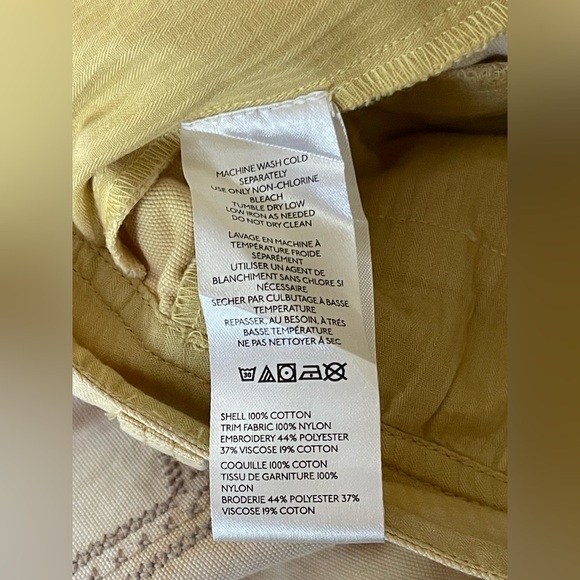 MACHINE WASH COLD
SEPARATELY
USE ONLY NON-CHLORINE
BLEACH
TUMBLE DRY LOW
LOW IRON AS NEEDED
DO NOT DRY CLEAN
LAVAGE EN MACHINE À
TEMPÉRATURE FROIDE
SÉPARÉMENT
UTILISER UN AGENT DE
BLANCHIMENT SANS CHLORE SI
NÉCESSAIRE
SECHER PAR CULBUTAGE À BASSE
TEMPERATURE
REPASSER, AU BESOIN, À TRÉS
BASSE TEMPÉRATURE
NE PAS NETTOYER À SEC
30
SHELL 100% COTTON
TRIM FABRIC 100% NYLON
EMBROIDERY 44% POLYESTER
37% VISCOSE 19% COTTON
COQUILLE 100% COTON
TISSU DE GARNITURE 100%
NYLON
BRODERIE 44% POLYESTER 37%
VISCOSE 19% COTON